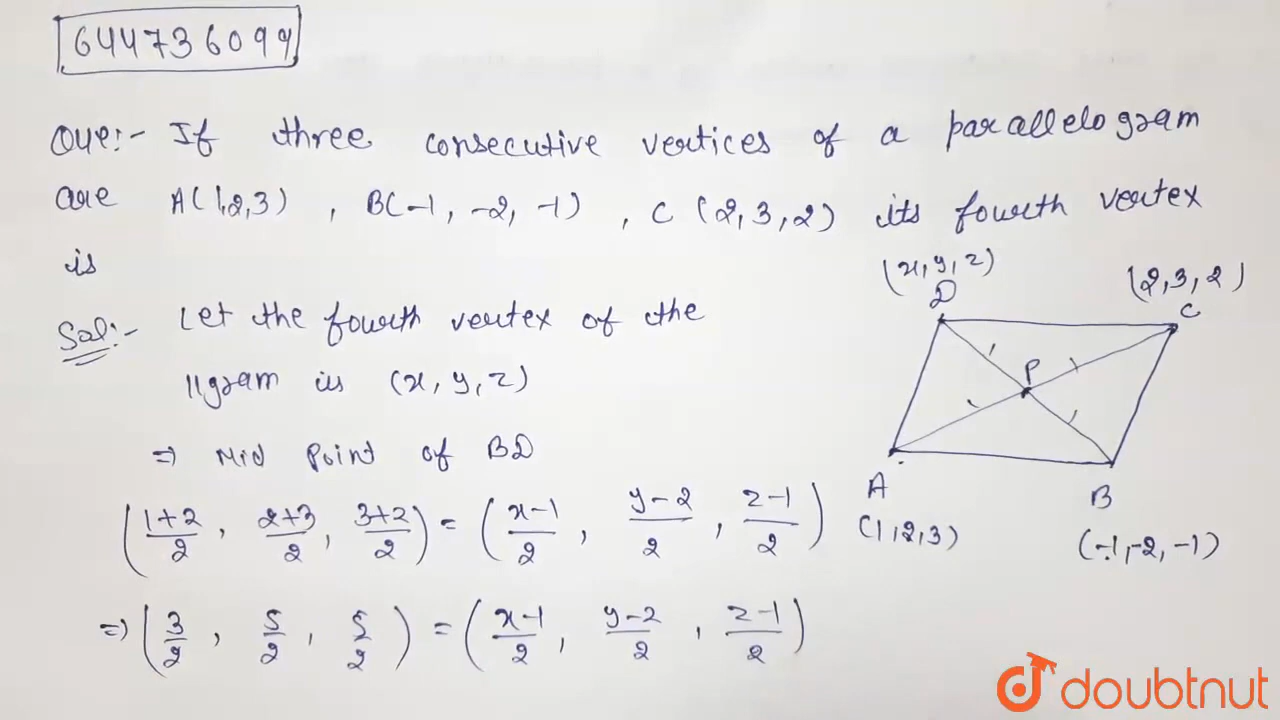 644736099
Que:- If three consecutive vertices of a parallelogram
are A(1,2,3) , B(-1, -2, -1) , C (2,3,2) its fourth vertex
is
(x, y, z)
D
(2,3,2)
C
Sol:- Let the fourth vertex of the
||gram is (x, y, z)
P
⇒ Mid Point of BD
(1+2/2 , 2+3/2 , 3+2/2) = (x-1/2 , y-2/2 , z-1/2)
A
(1,2,3)
B
(-1,-2,-1)
⇒ (3/2 , 5/2 , 5/2) = (x-1/2 , y-2/2 , z-1/2)
doubtnut